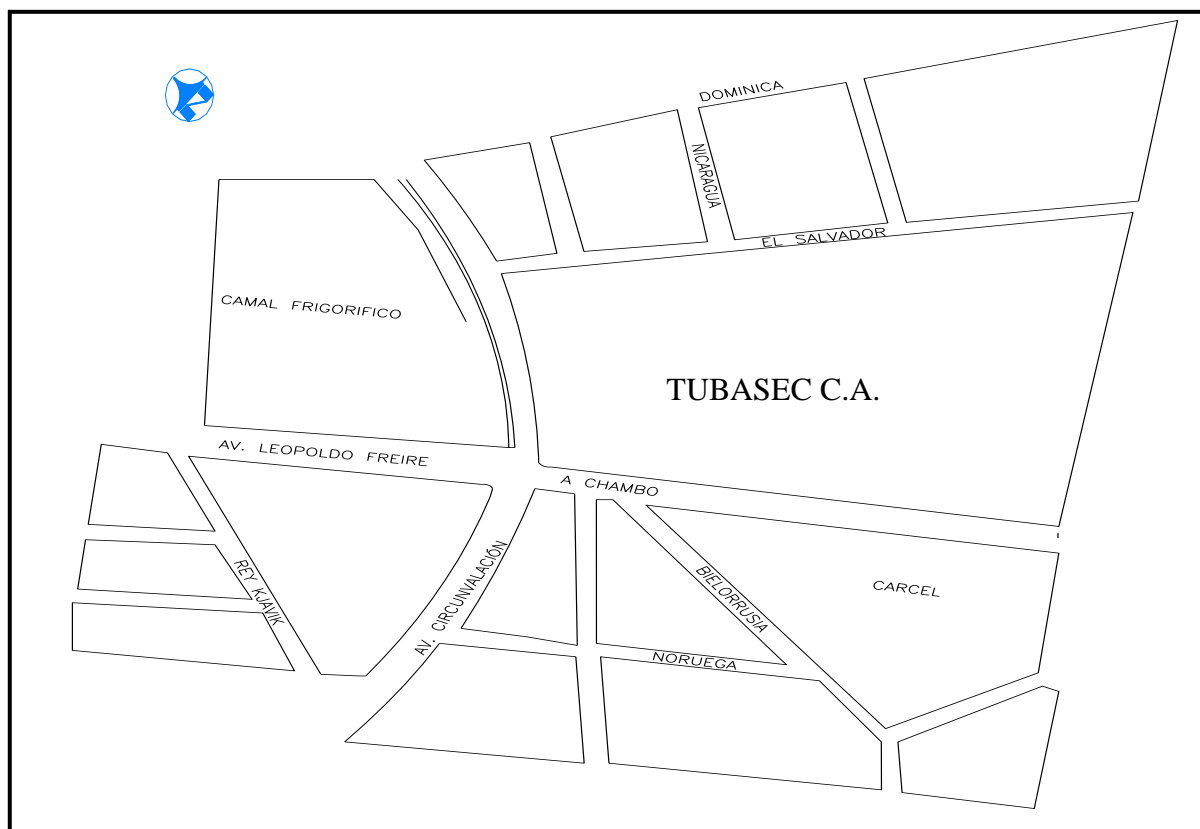 DOMINICA
NICARAGUA
EL SALVADOR
CAMAL FRIGORIFICO
TUBASEC C.A.
AV. LEOPOLDO FREIRE
A CHAMBO
REY KJAVIK
AV. CIRCUNVALACIÓN
BIELORRUSIA
CARCEL
NORUEGA